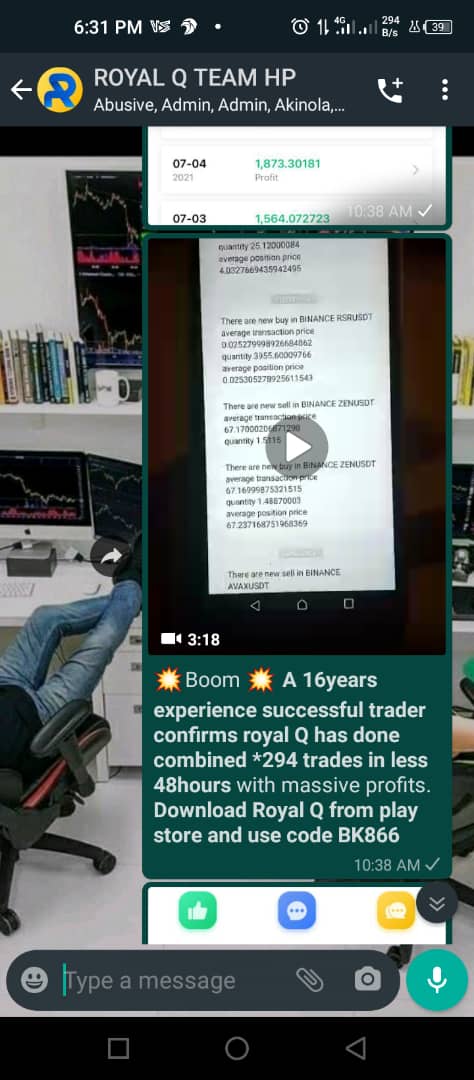 6:31 PM VS
4G
294
B/s
39
ROYAL Q TEAM HP
Abusive, Admin, Admin, Akinola,...
07-04
1,873.30181
2021
Profit
07-03
1,564.072723
10:38 AM
quantity 25.12000084
average position price
4.0327669435942495
There are new buy in BINANCE RSRUSDT
average transaction price
0.025279998926684862
quantity 3955.60009766
average position price
0.025305278925611543
There are new sell in BINANCE ZENUSDT
average transaction price
67.17000206871298
quantity 1.5116
There are new buy in BINANCE ZENUSDT
average transaction price
67.16999875321515
quantity 1.48870003
average position price
67.237168751968369
There are new sell in BINANCE
AVAXUSDT
3:18
Boom A 16years
experience successful trader
confirms royal Q has done
combined *294 trades in less
48hours with massive profits.
Download Royal Q from play
store and use code BK866
10:38 AM
Type a message